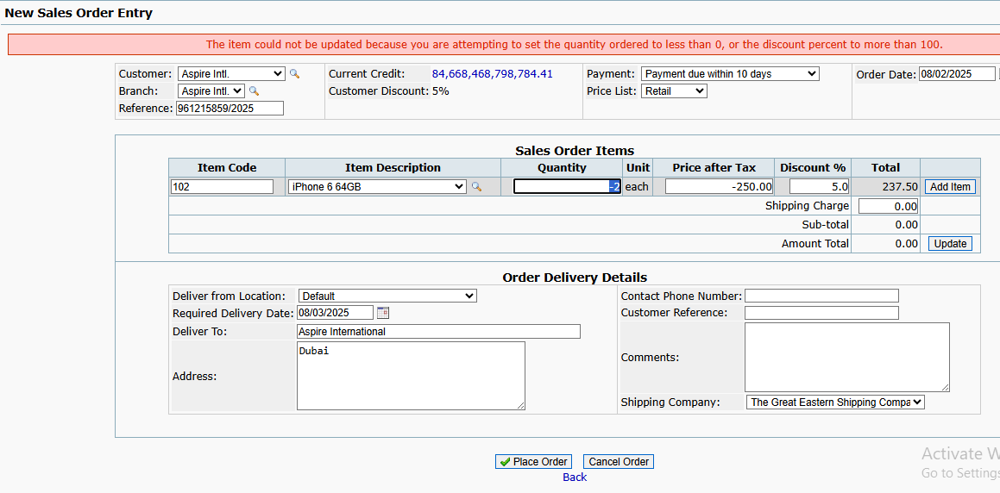 New Sales Order Entry
The item could not be updated because you are attempting to set the quantity ordered to less than 0, or the discount percent to more than 100.
Customer: Aspire Intl. Current Credit: 84,668,468,798,784.41 Payment: Payment due within 10 days Order Date: 08/02/2025
Branch: Aspire Intl. Customer Discount: 5% Price List: Retail
Reference: 961215859/2025
Sales Order Items
Item Code Item Description Quantity Unit Price after Tax Discount % Total
102 iPhone 6 64GB -2 each -250.00 5.0 237.50 Add Item
Shipping Charge 0.00
Sub-total 0.00
Amount Total 0.00 Update
Order Delivery Details
Deliver from Location: Default Contact Phone Number:
Required Delivery Date: 08/03/2025 Customer Reference:
Deliver To: Aspire International
Address: Dubai
Comments:
Shipping Company: The Great Eastern Shipping Compa
Place Order Cancel Order
Back
Activate W
Go to Settings